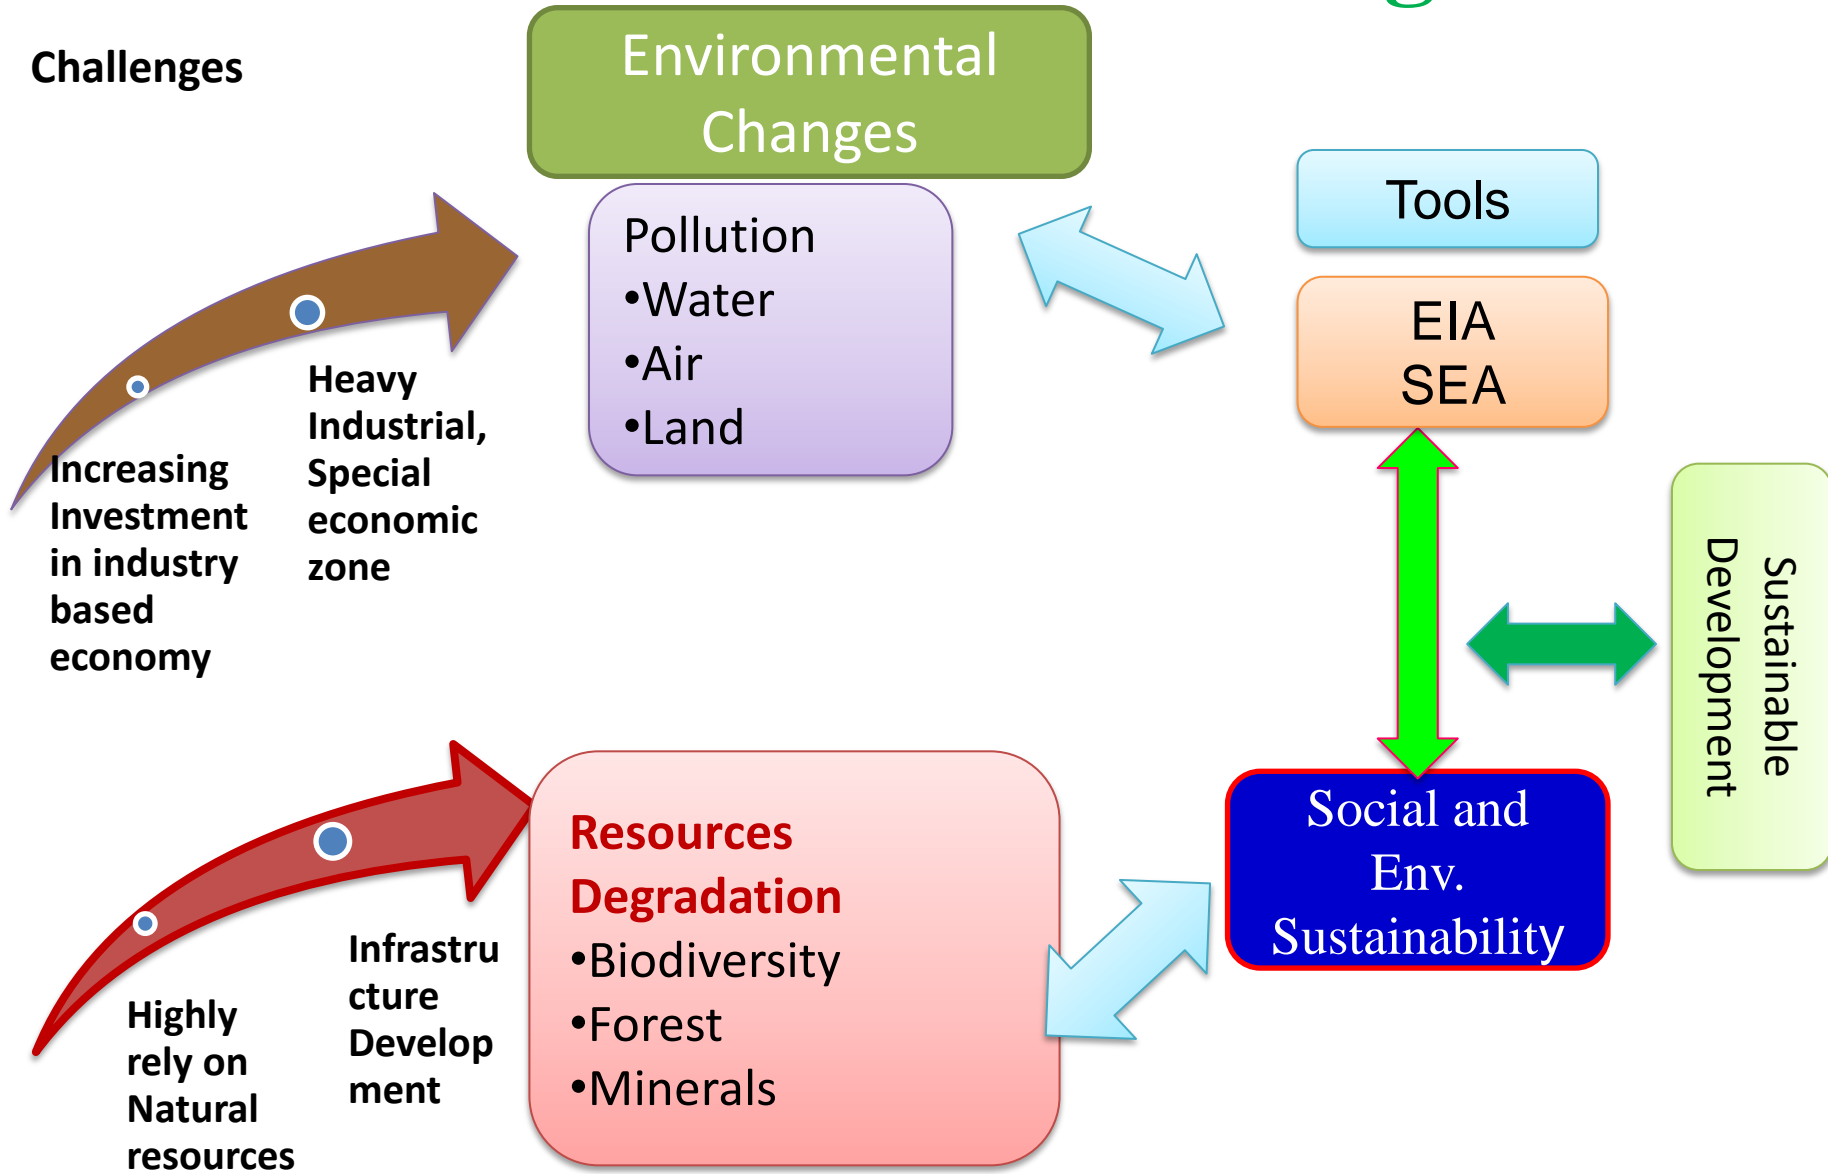 Challenges
Environmental
Changes
Pollution
•Water
•Air
•Land
Tools
EIA
SEA
Increasing
Investment
in industry
based
economy
Heavy
Industrial,
Special
economic
zone
Sustainable
Development
Highly
rely on
Natural
resources
Infrastru
cture
Develop
ment
Resources
Degradation
•Biodiversity
•Forest
•Minerals
Social and
Env.
Sustainability